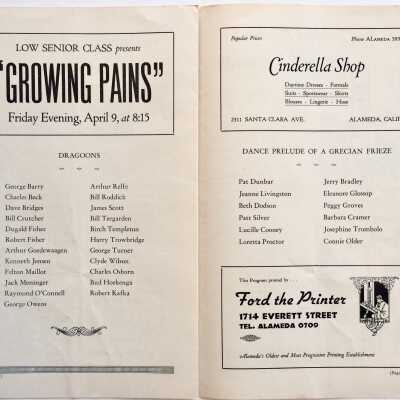 LOW SENIOR CLASS presents
"GROWING PAINS"
Friday Evening, April 9, at 8:15
DRAGOONS
George Barry
Charles Beck
Dave Bridges
Bill Crutcher
Dugald Fisher
Robert Fisher
Arthur Goedewaagen
Kenneth Jensen
Felton Maillot
Jack Messinger
Raymond O'Connell
George Owens
Arthur Relfe
Bill Roddick
James Scott
Bill Tiegarden
Birch Templeton
Harry Trowbridge
George Turner
Clyde Wilson
Charles Osborn
Bud Horkenga
Robert Kafka
Popular Prices
Phone ALameda
Cinderella Shop
Daytime Dresses - Formals
Suits - Sportswear - Skirts
Blouses - Lingerie - Hose
2311 SANTA CLARA AVE.
ALAMEDA, CALIF
DANCE PRELUDE OF A GRECIAN FRIEZE
Pat Dunbar
Jeanne Livingston
Beth Dodson
Patt Silver
Lucille Cooney
Loretta Proctor
Jerry Bradley
Eleanore Glossop
Peggy Groves
Barbara Cramer
Josephine Trombolo
Connie Older
This Program printed by . . .
Ford the Printer
1714 EVERETT STREET
TEL. ALAMEDA 0709
Alameda's Oldest and Most Progressive Printing Establishment